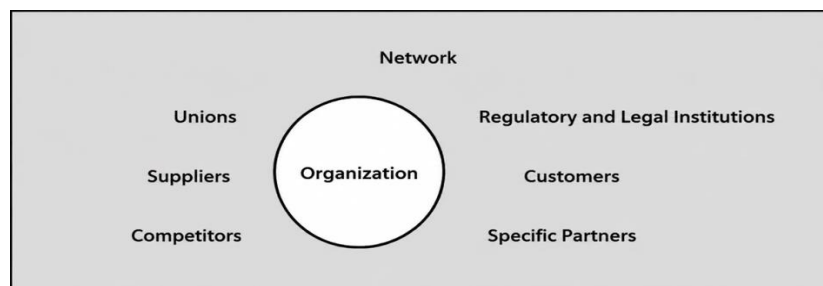 Network
Unions
Regulatory and Legal Institutions
Suppliers
Organization
Customers
Competitors
Specific Partners